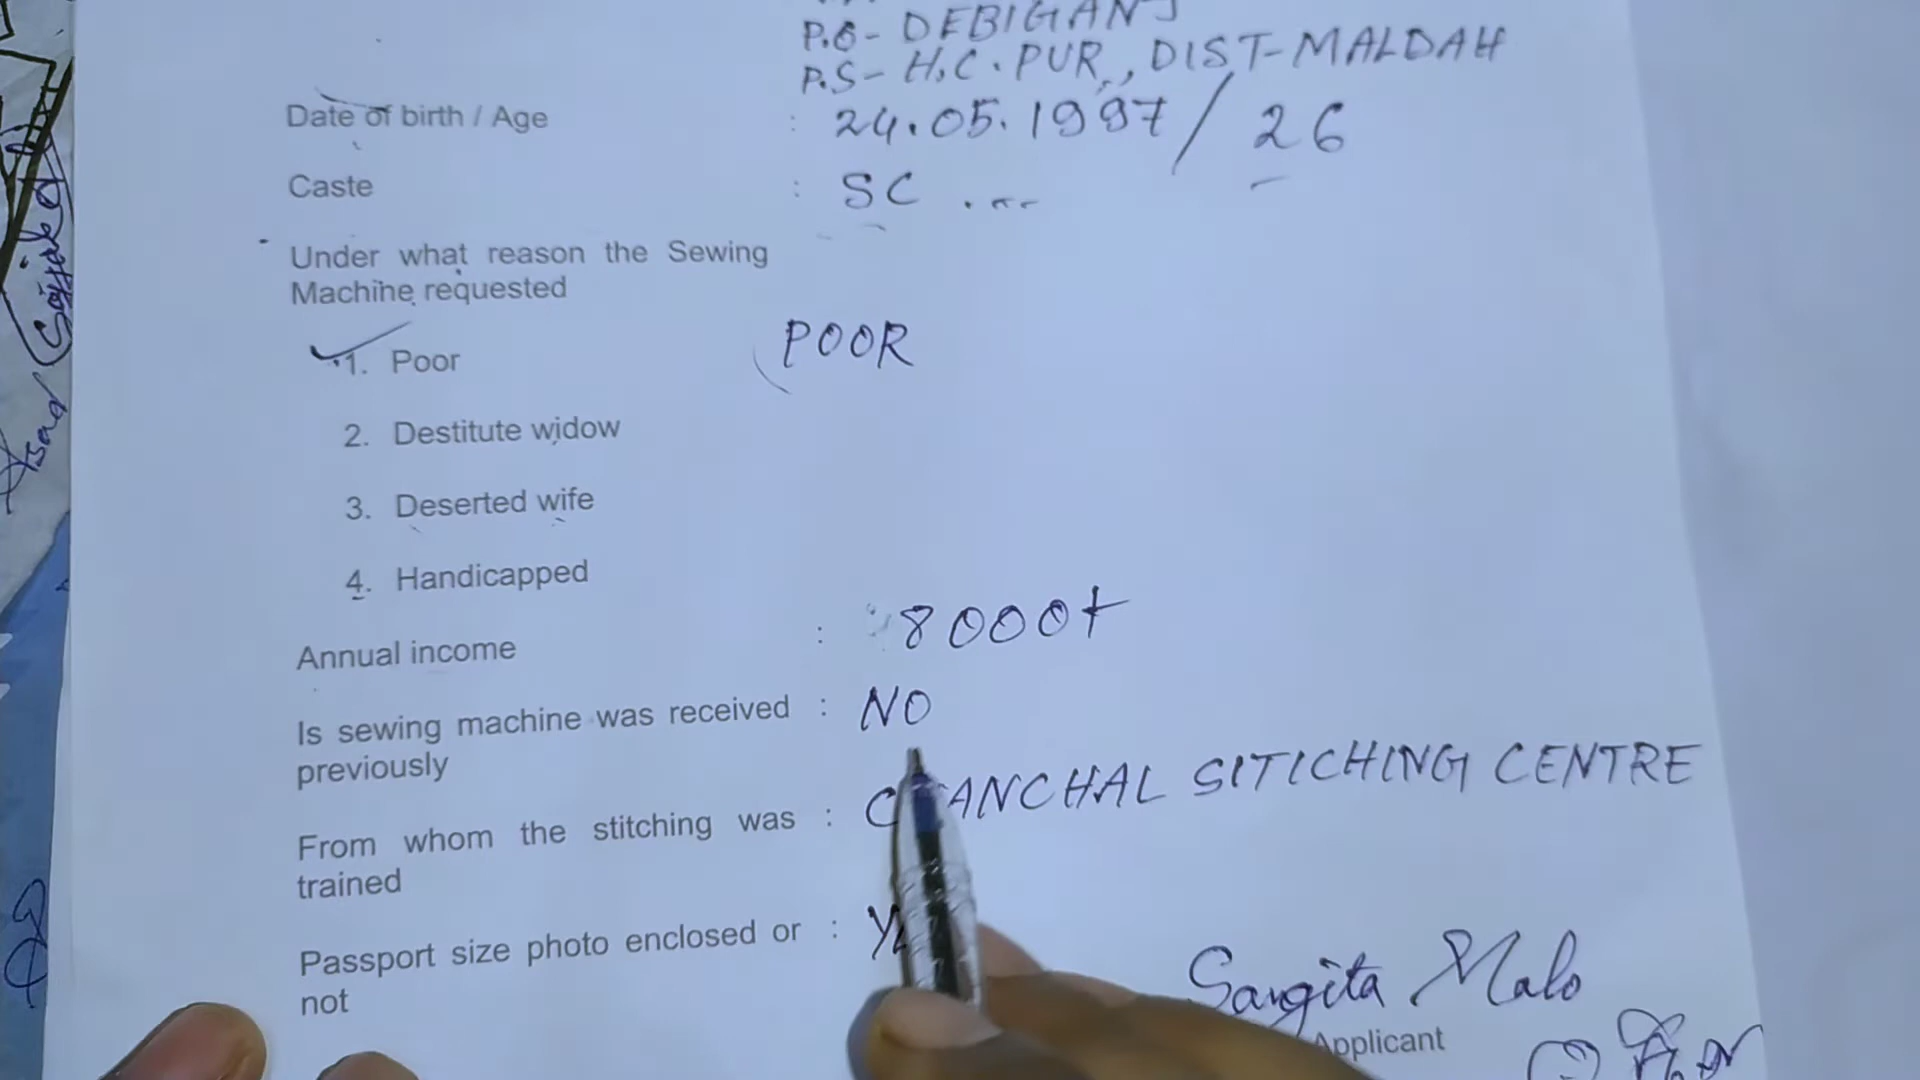 P.O- DEBIGANJ
P.S- H.C.PUR, DIST-MALDAH
Date of birth / Age : 24.05.1997 / 26
Caste : SC
Under what reason the Sewing
Machine requested
1. Poor POOR
2. Destitute widow
3. Deserted wife
4. Handicapped
Annual income : 8000+
Is sewing machine was received : NO
previously
From whom the stitching was : ANCHAL SITICHING CENTRE
trained
Passport size photo enclosed or :
not
Sangita Malo
Applicant